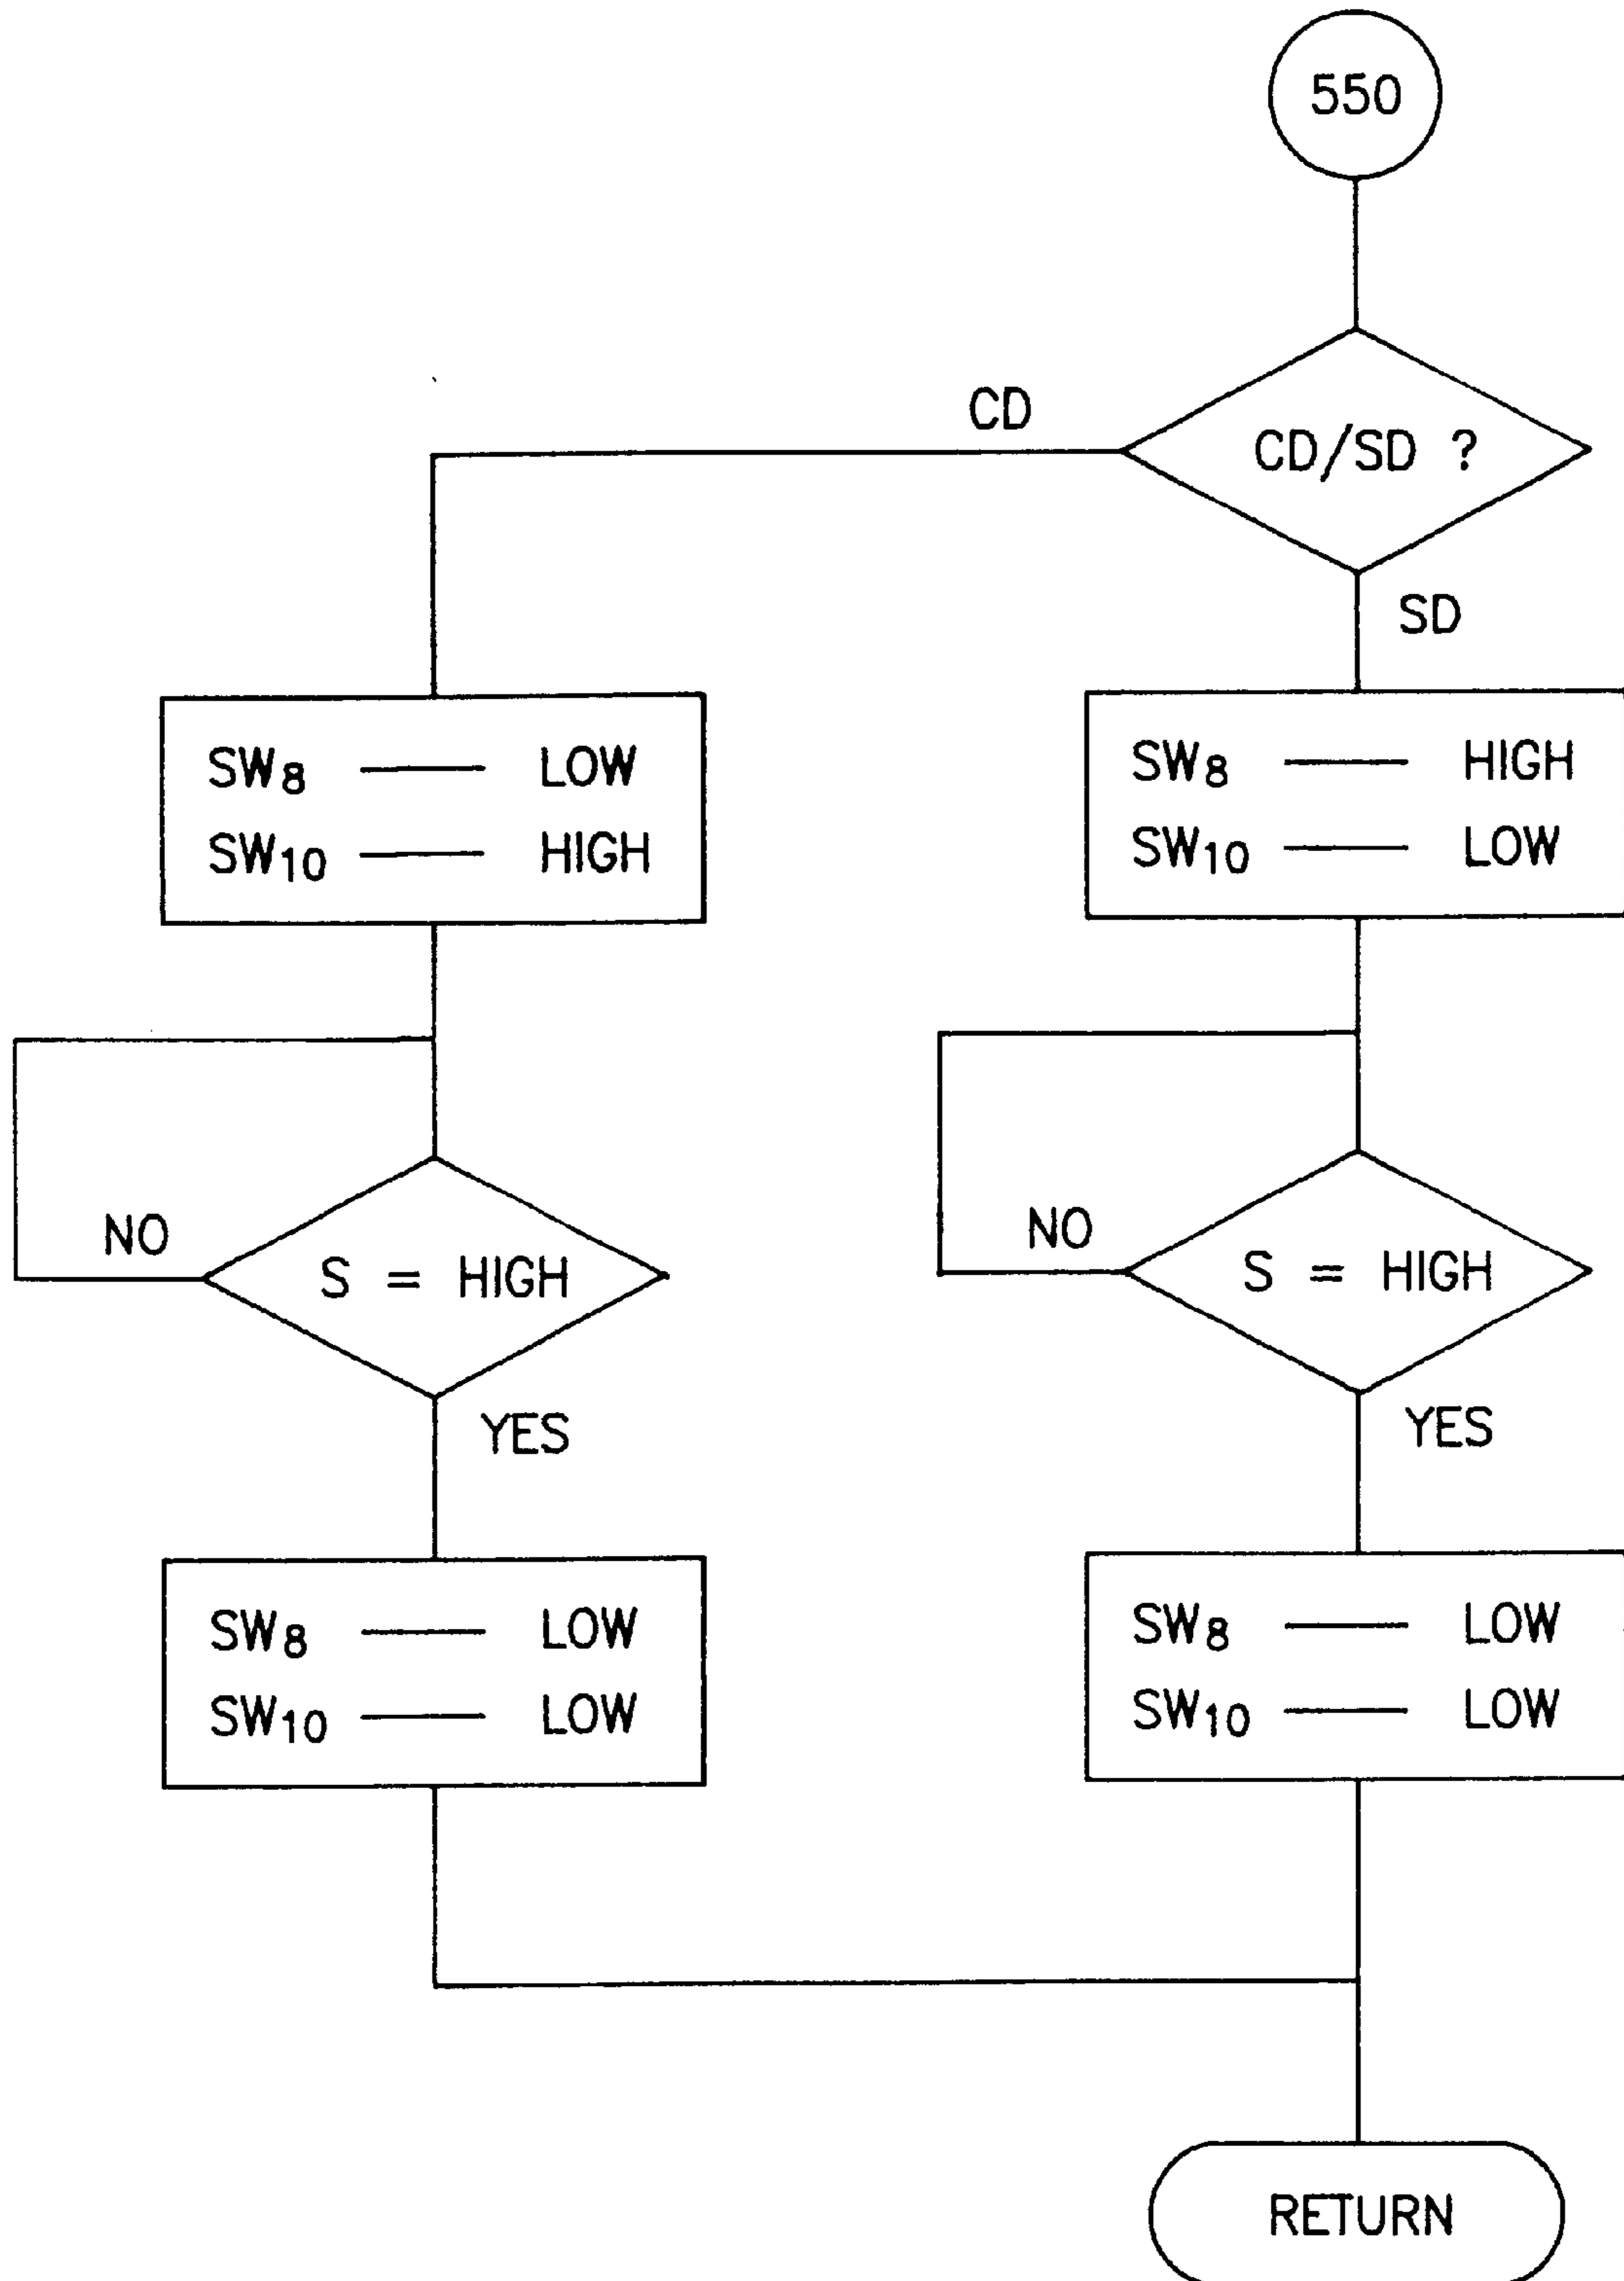 550
CD/SD ?
CD
SD
SW8 —— LOW
SW10 —— HIGH
SW8 —— HIGH
SW10 —— LOW
NO
S = HIGH
YES
NO
S = HIGH
YES
SW8 —— LOW
SW10 —— LOW
SW8 —— LOW
SW10 —— LOW
RETURN